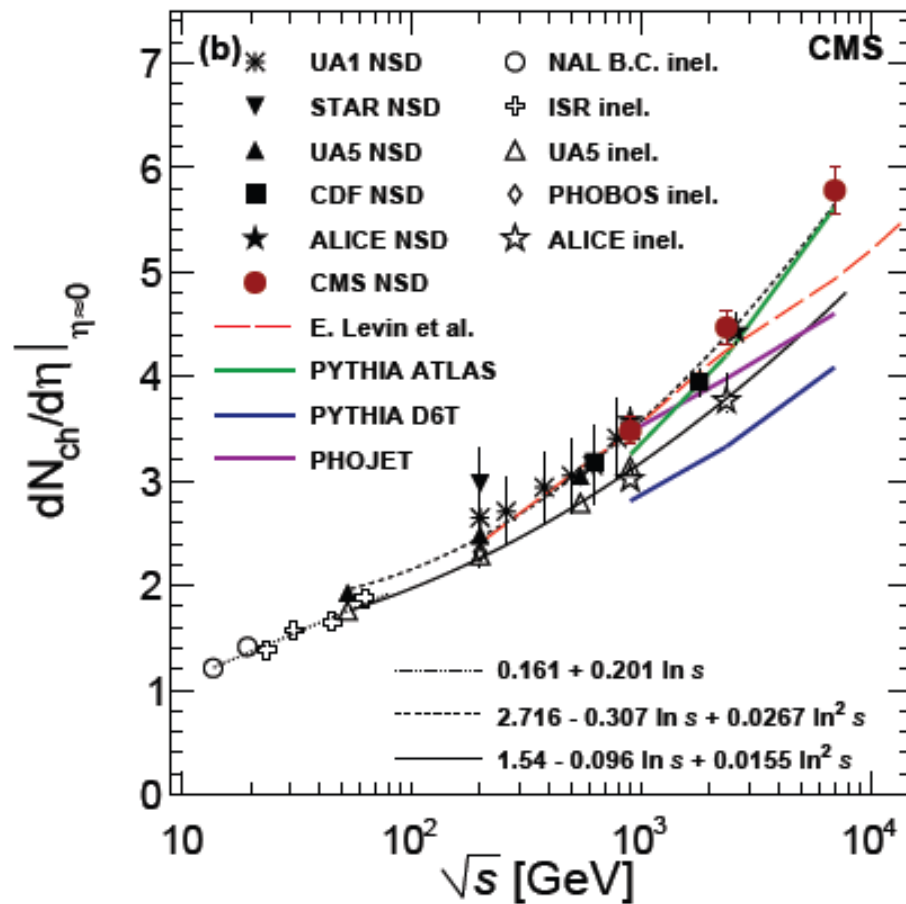 (b)
CMS
UA1 NSD
STAR NSD
UA5 NSD
CDF NSD
ALICE NSD
CMS NSD
E. Levin et al.
PYTHIA ATLAS
PYTHIA D6T
PHOJET
NAL B.C. inel.
ISR inel.
UA5 inel.
PHOBOS inel.
ALICE inel.
dN_ch/dη|_η≈0
7
6
5
4
3
2
1
0
0.161 + 0.201 ln s
2.716 - 0.307 ln s + 0.0267 ln² s
1.54 - 0.096 ln s + 0.0155 ln² s
10 10² 10³ 10⁴
√s [GeV]